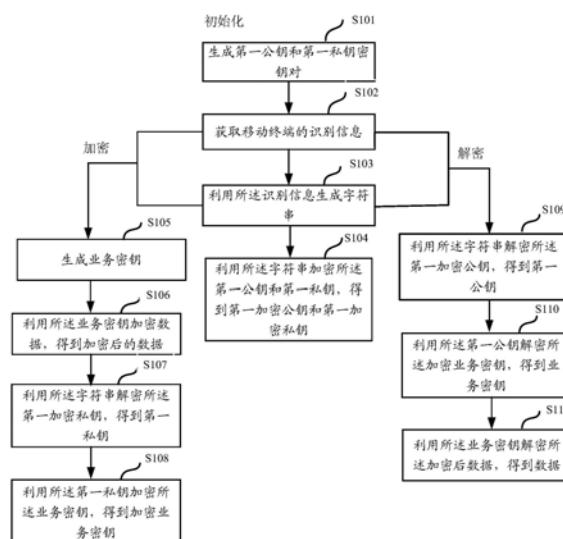 初始化
S101
生成第一公钥和第一私钥密
钥对
S102
获取移动终端的识别信息
加密
解密
S103
利用所述识别信息生成字符
串
S104
利用所述字符串加密所述
第一公钥和第一私钥，得
到第一加密公钥和第一加
密私钥
S105
生成业务密钥
S106
利用所述业务密钥加密数
据，得到加密后的数据
S107
利用所述字符串解密所述
第一加密私钥，得到第一
私钥
S108
利用所述第一私钥加密所
述业务密钥，得到加密业
务密钥
S109
利用所述字符串解密所述
第一加密公钥，得到第一
公钥
S110
利用所述第一公钥解密所
述加密业务密钥，得到业
务密钥
S11
利用所述业务密钥解密所
述加密后数据，得到数据